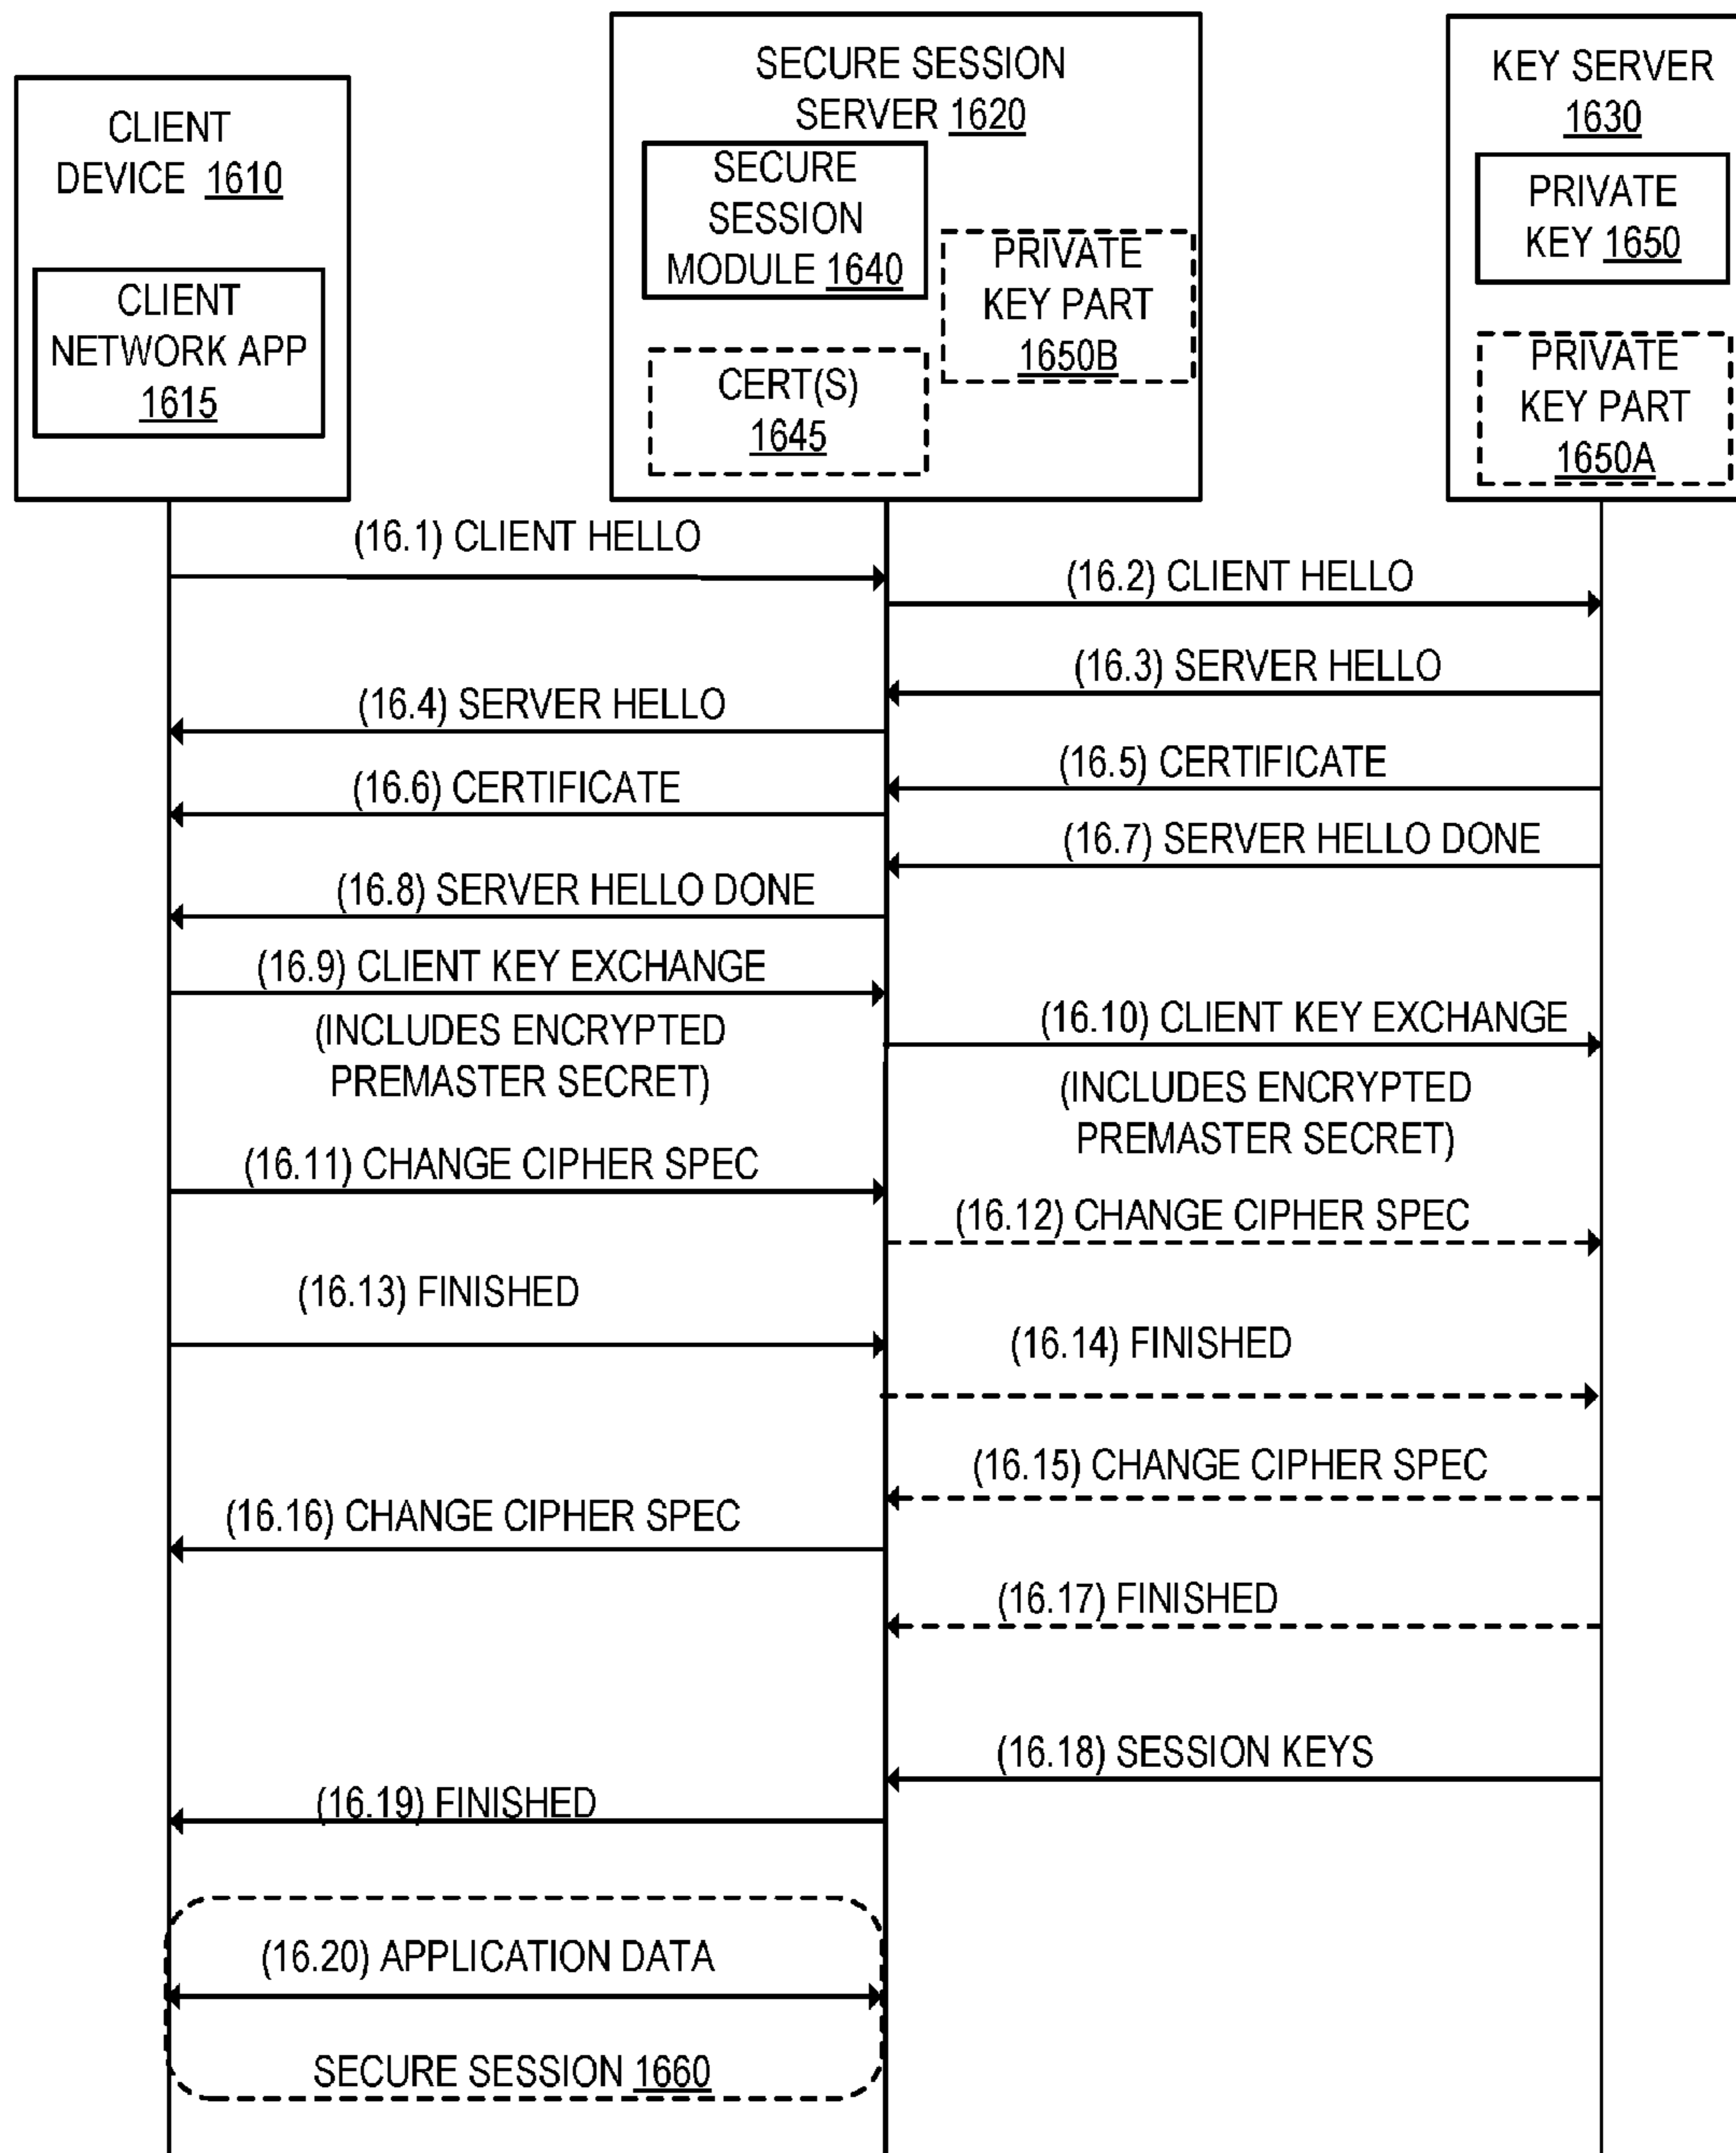 CLIENT
DEVICE 1610
CLIENT
NETWORK APP
1615
SECURE SESSION
SERVER 1620
SECURE
SESSION
MODULE 1640
PRIVATE
KEY PART
1650B
CERT(S)
1645
KEY SERVER
1630
PRIVATE
KEY 1650
PRIVATE
KEY PART
1650A
(16.1) CLIENT HELLO
(16.2) CLIENT HELLO
(16.3) SERVER HELLO
(16.4) SERVER HELLO
(16.5) CERTIFICATE
(16.6) CERTIFICATE
(16.7) SERVER HELLO DONE
(16.8) SERVER HELLO DONE
(16.9) CLIENT KEY EXCHANGE
(INCLUDES ENCRYPTED
PREMASTER SECRET)
(16.10) CLIENT KEY EXCHANGE
(INCLUDES ENCRYPTED
PREMASTER SECRET)
(16.11) CHANGE CIPHER SPEC
(16.12) CHANGE CIPHER SPEC
(16.13) FINISHED
(16.14) FINISHED
(16.15) CHANGE CIPHER SPEC
(16.16) CHANGE CIPHER SPEC
(16.17) FINISHED
(16.18) SESSION KEYS
(16.19) FINISHED
(16.20) APPLICATION DATA
SECURE SESSION 1660